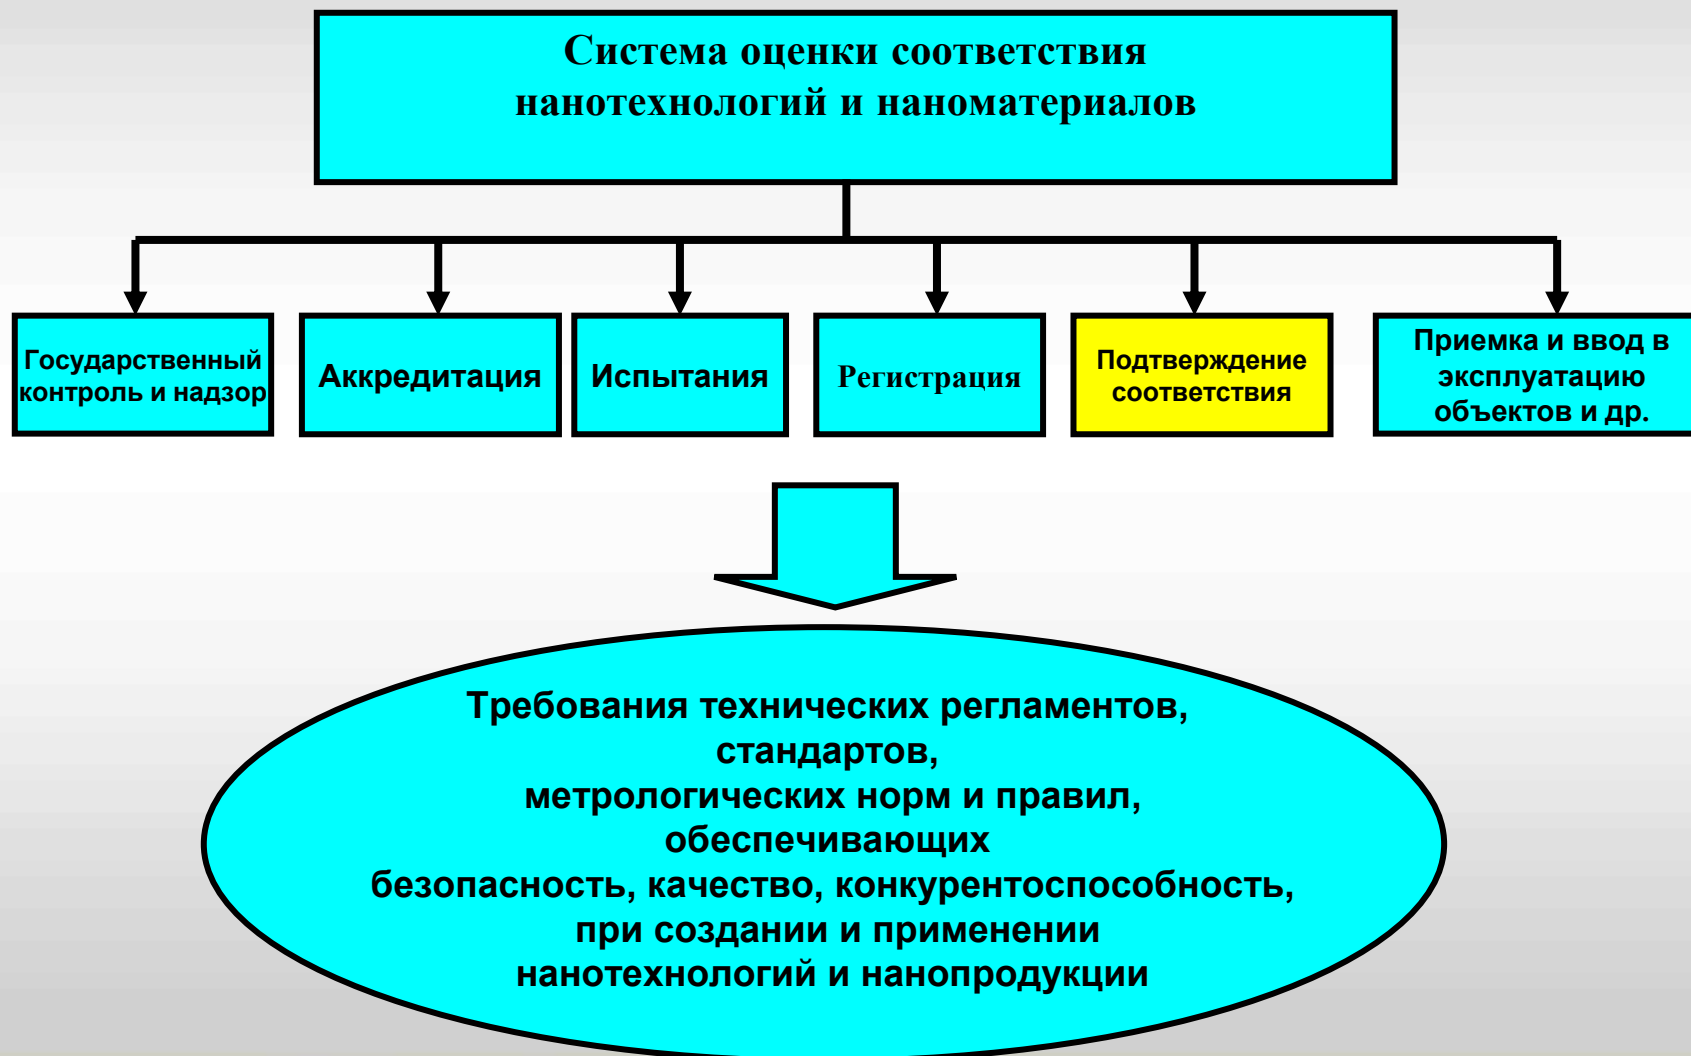 Система оценки соответствия
нанотехнологий и наноматериалов
Государственный
контроль и надзор
Аккредитация
Испытания
Регистрация
Подтверждение
соответствия
Приемка и ввод в
эксплуатацию
объектов и др.
Требования технических регламентов,
стандартов,
метрологических норм и правил,
обеспечивающих
безопасность, качество, конкурентоспособность,
при создании и применении
нанотехнологий и нанопродукции